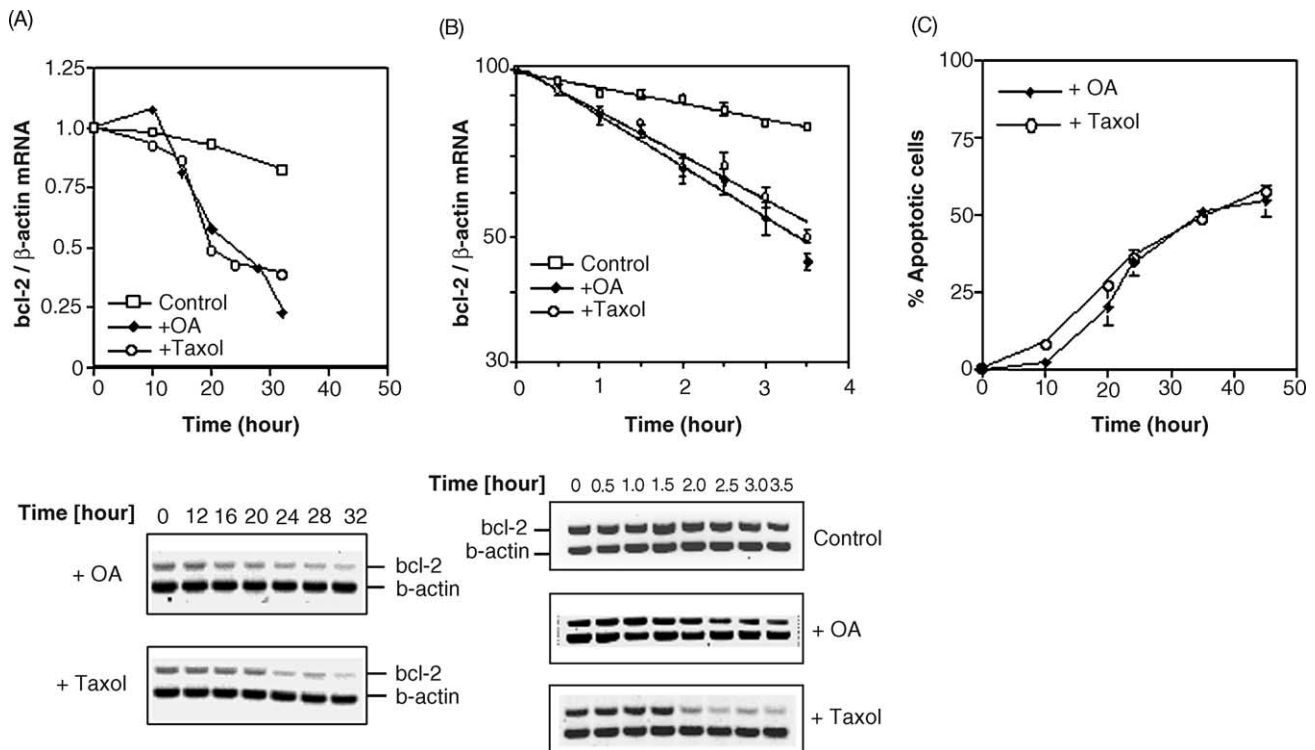 (A)
1.25
1.0
0.75
0.5
0.25
0
bcl-2 / β-actin mRNA
Control
+OA
+Taxol
0 10 20 30 40 50
Time (hour)
(B)
100
50
30
bcl-2 / β-actin mRNA
Control
+OA
+Taxol
0 1 2 3 4
Time (hour)
(C)
100
75
50
25
0
% Apoptotic cells
+ OA
+ Taxol
0 10 20 30 40 50
Time (hour)
Time [hour] 0 12 16 20 24 28 32
+ OA
bcl-2
b-actin
+ Taxol
bcl-2
b-actin
Time [hour] 0 0.5 1.0 1.5 2.0 2.5 3.0 3.5
bcl-2
b-actin
Control
+ OA
+ Taxol